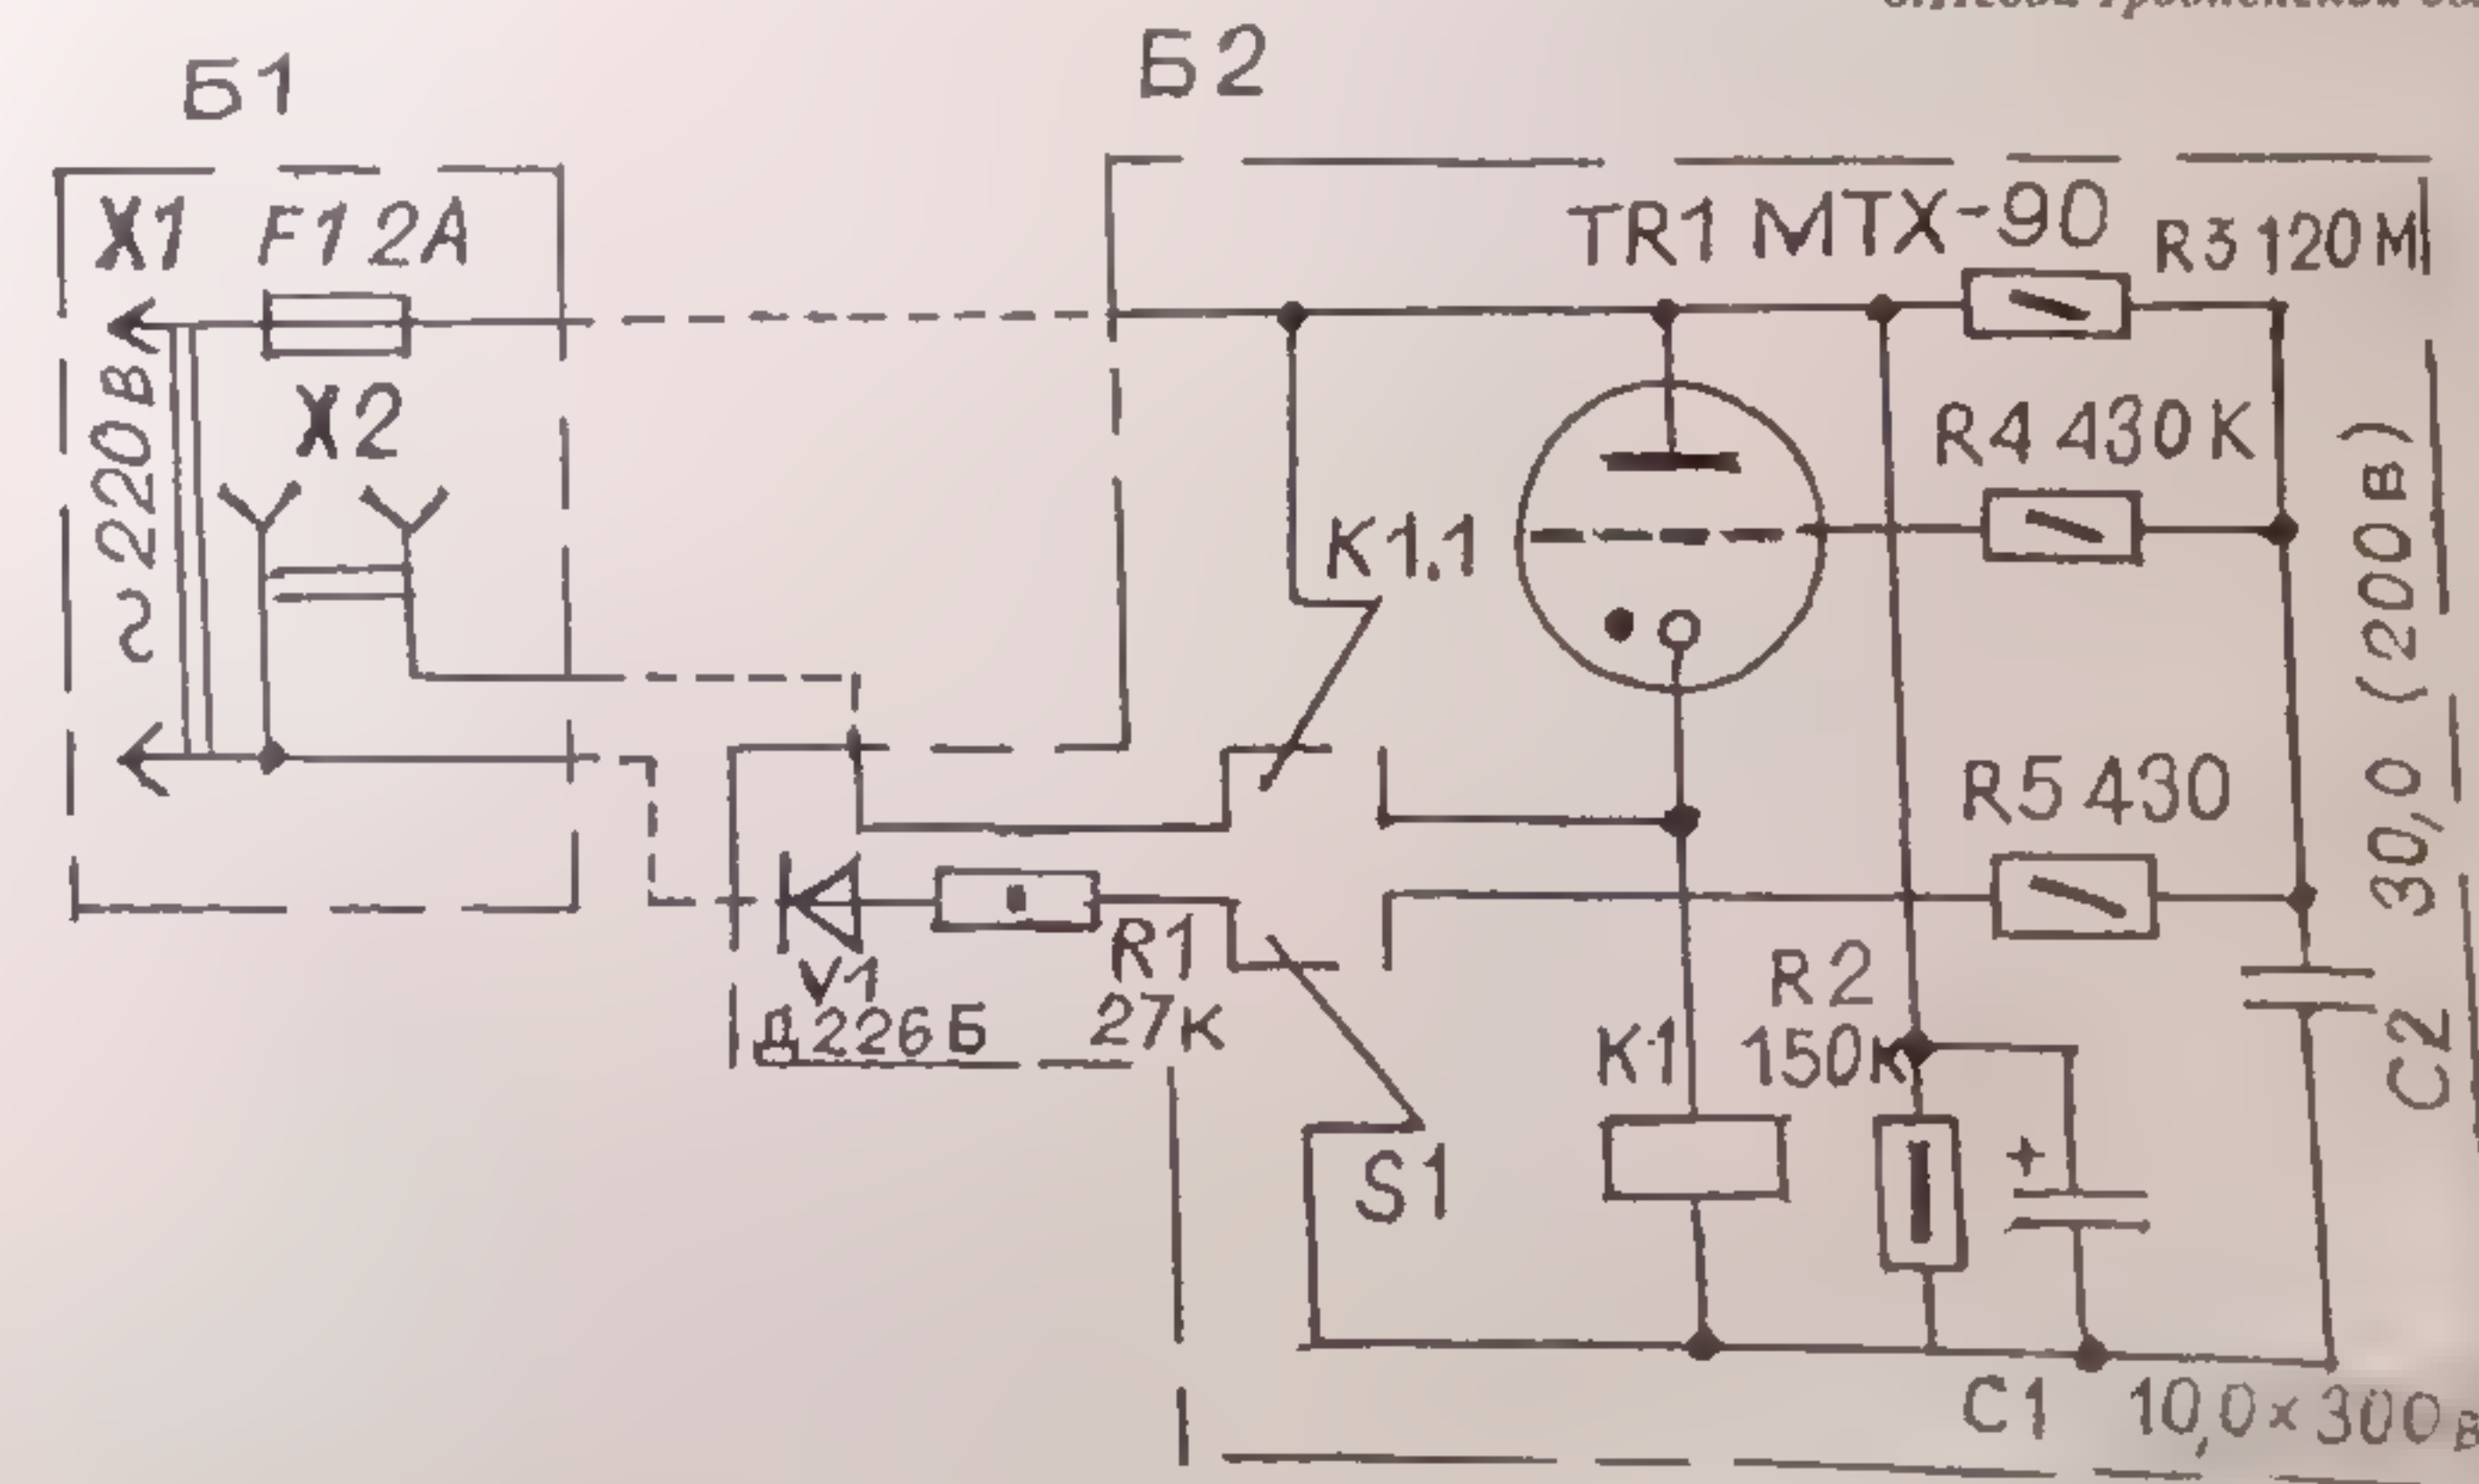 Б1
Б2
X1 F1 2A
TR1 МТХ-90
R3 120M
~220В
X2
R4 430K
K1.1
R5 430
C2 30,0 (200В)
V1
Д226Б
R1
27K
R2
150K
K1
S1
C1 10,0×300В